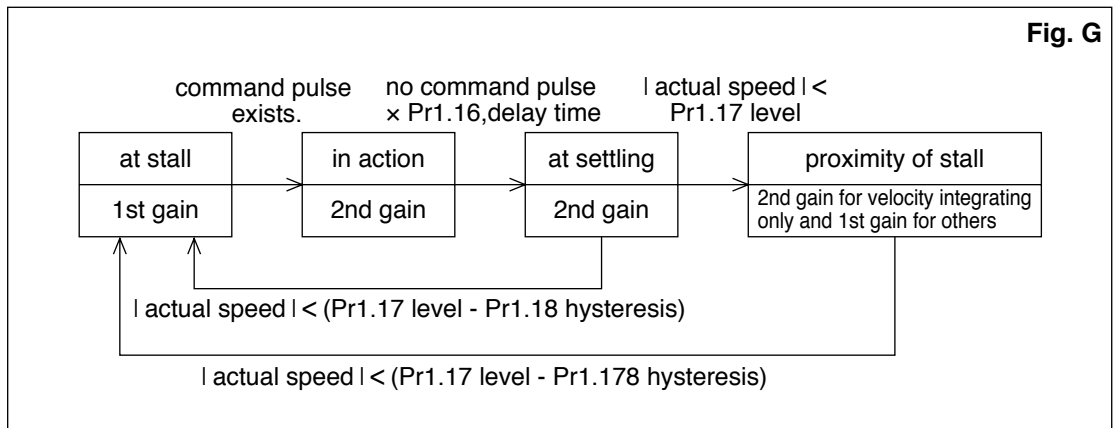 Fig. G
command pulse
exists.
no command pulse
× Pr1.16,delay time
| actual speed | <
Pr1.17 level
at stall
1st gain
in action
2nd gain
at settling
2nd gain
proximity of stall
2nd gain for velocity integrating
only and 1st gain for others
| actual speed | < (Pr1.17 level - Pr1.18 hysteresis)
| actual speed | < (Pr1.17 level - Pr1.178 hysteresis)